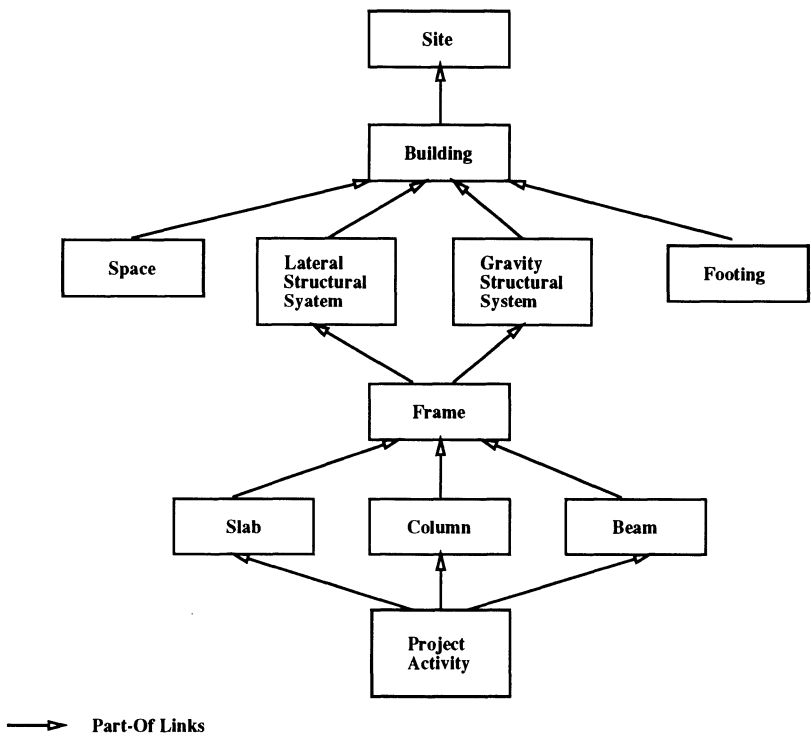 Site
Building
Space
Lateral
Structural
Syatem
Gravity
Structural
System
Footing
Frame
Slab
Column
Beam
Project
Activity
Part-Of Links